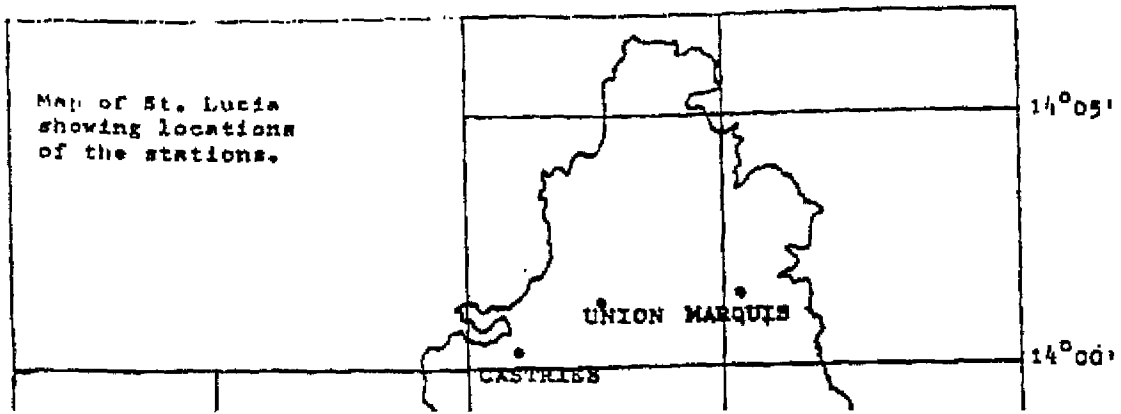 Map of St. Lucia
showing locations
of the stations.
14°05'
UNION MARQUIS
14°00'
CASTRIES